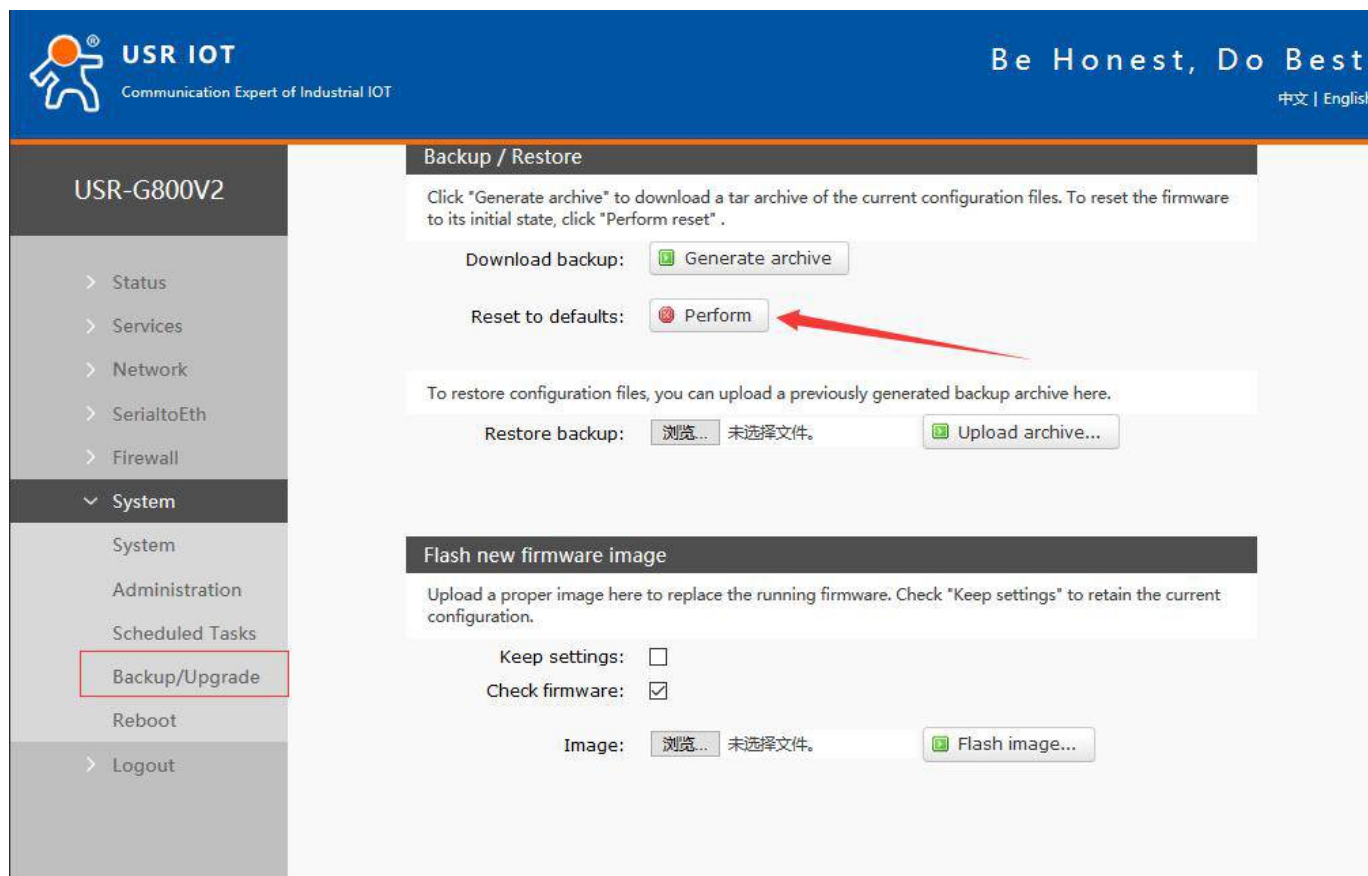 USR IOT
Communication Expert of Industrial IOT
Be Honest, Do Best
中文 | English
USR-G800V2
Status
Services
Network
SerialtoEth
Firewall
System
System
Administration
Scheduled Tasks
Backup/Upgrade
Reboot
Logout
Backup / Restore
Click "Generate archive" to download a tar archive of the current configuration files. To reset the firmware
to its initial state, click "Perform reset" .
Download backup: Generate archive
Reset to defaults: Perform
To restore configuration files, you can upload a previously generated backup archive here.
Restore backup: 浏览... 未选择文件。 Upload archive...
Flash new firmware image
Upload a proper image here to replace the running firmware. Check "Keep settings" to retain the current
configuration.
Keep settings:
Check firmware:
Image: 浏览... 未选择文件。 Flash image...